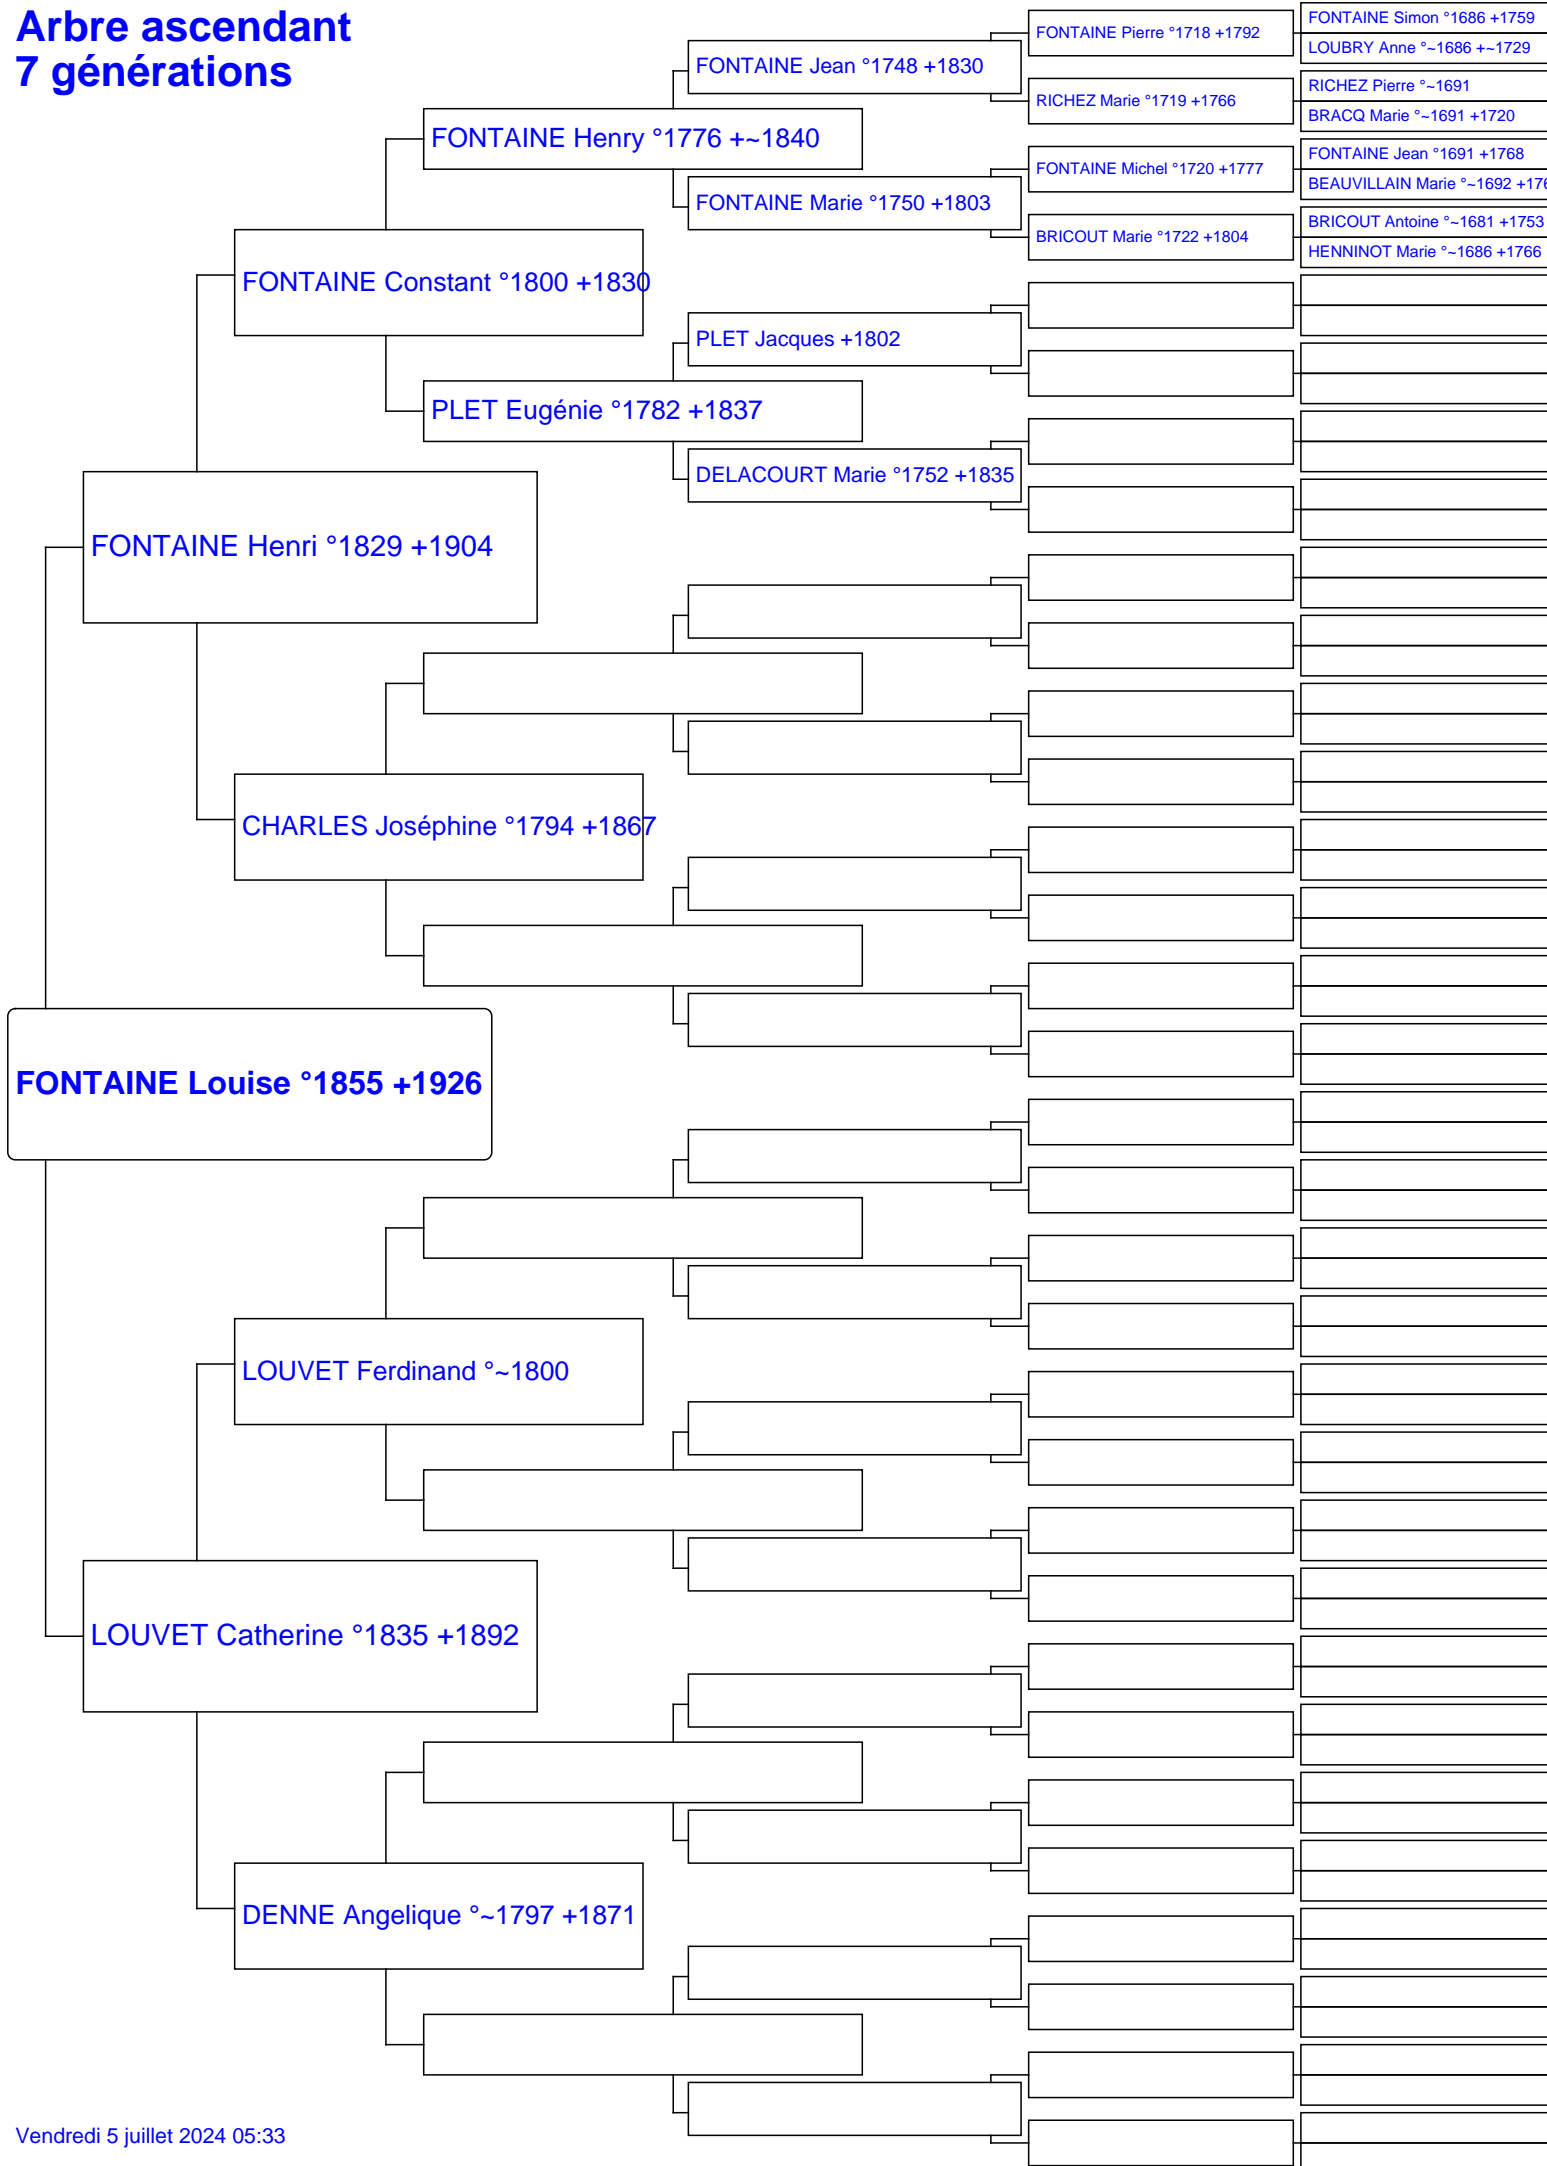 Arbre ascendant
7 générations
FONTAINE Simon °1686 +1759
FONTAINE Pierre °1718 +1792
LOUBRY Anne °~1686 +~1729
FONTAINE Jean °1748 +1830
RICHEZ Pierre °~1691
RICHEZ Marie °1719 +1766
BRACQ Marie °~1691 +1720
FONTAINE Henry °1776 +~1840
FONTAINE Jean °1691 +1768
FONTAINE Michel °1720 +1777
BEAUVILLAIN Marie °~1692
FONTAINE Marie °1750 +1803
BRICOUT Antoine °~1681 +1753
BRICOUT Marie °1722 +1804
HENNINOT Marie °~1686 +1766
FONTAINE Constant °1800 +1830
PLET Jacques +1802
PLET Eugénie °1782 +1837
DELACOURT Marie °1752 +1835
FONTAINE Henri °1829 +1904
CHARLES Joséphine °1794 +1867
FONTAINE Louise °1855 +1926
LOUVET Ferdinand °~1800
LOUVET Catherine °1835 +1892
DENNE Angelique °~1797 +1871
Vendredi 5 juillet 2024 05:33